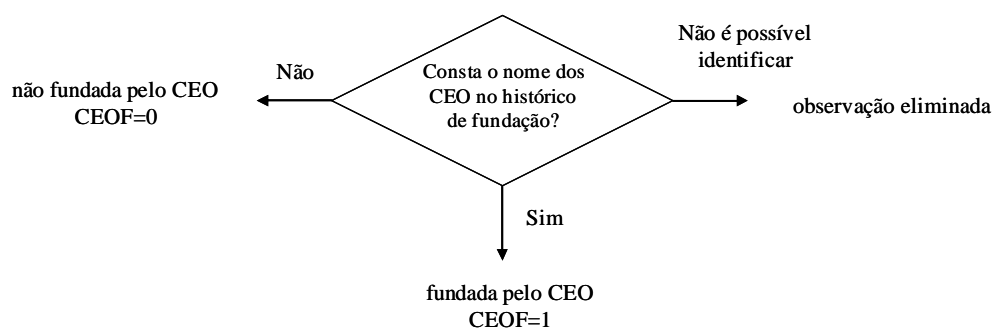 Não é possível
identificar
Não
Consta o nome dos
CEO no histórico
de fundação?
não fundada pelo CEO
CEOF=0
observação eliminada
Sim
fundada pelo CEO
CEOF=1